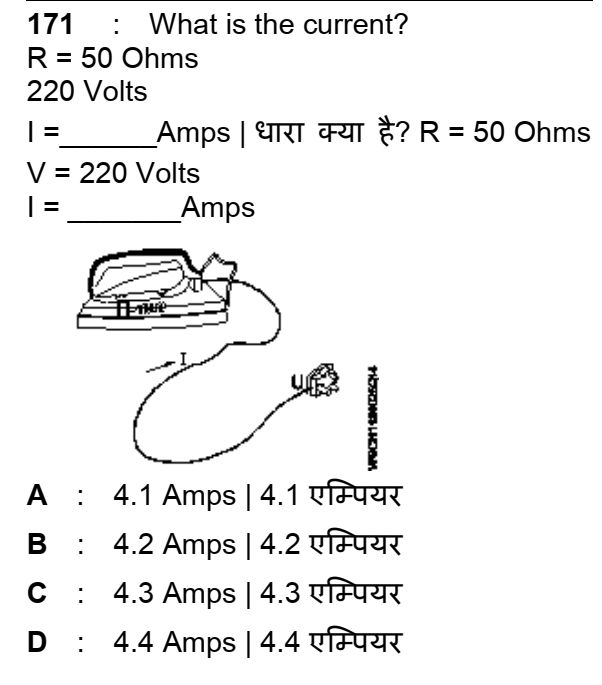 171 : What is the current?
R = 50 Ohms
220 Volts
I =______Amps | धारा क्या है? R = 50 Ohms
V = 220 Volts
I = _______Amps
I
U
A : 4.1 Amps | 4.1 एम्पियर
B : 4.2 Amps | 4.2 एम्पियर
C : 4.3 Amps | 4.3 एम्पियर
D : 4.4 Amps | 4.4 एम्पियर